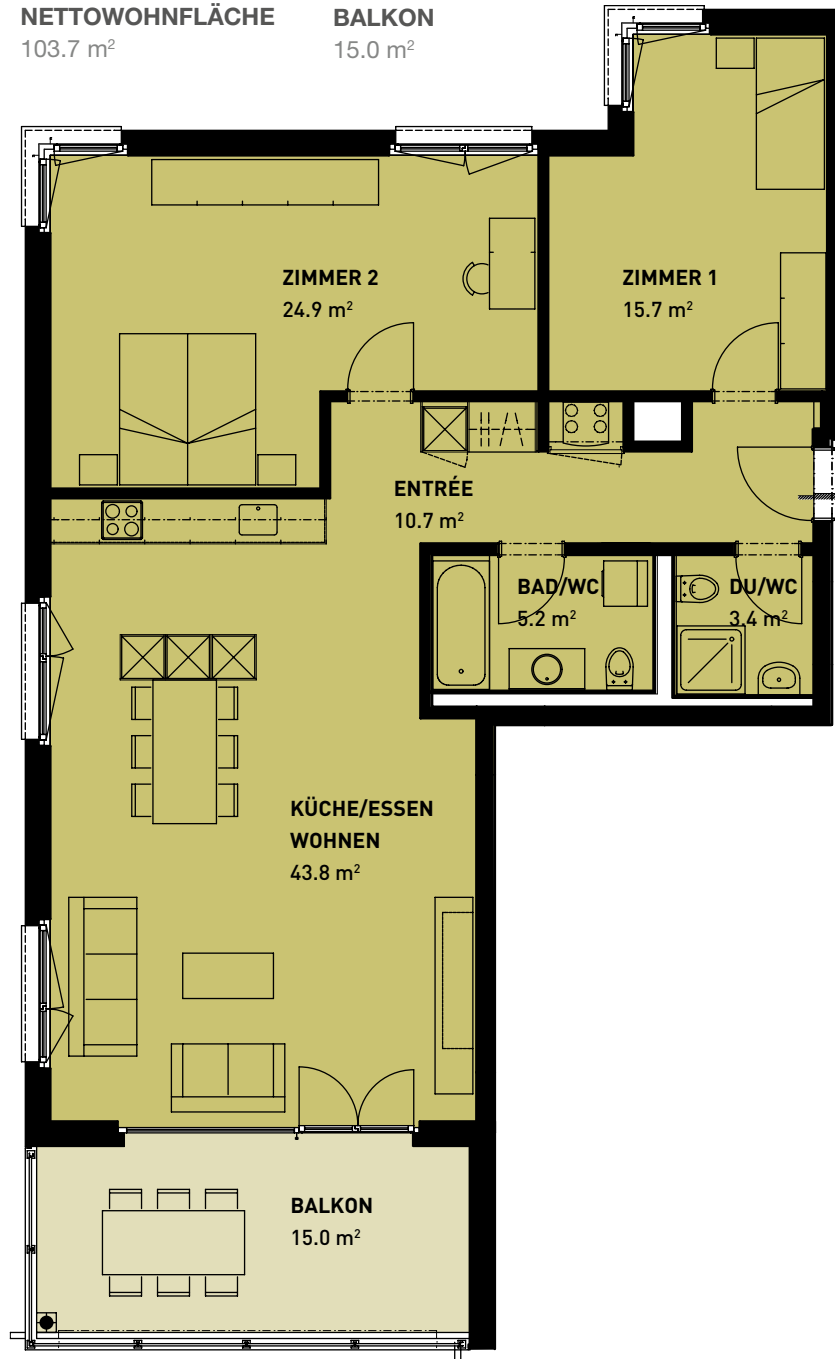 NETTOWOHNFLÄCHE
103.7 m²
BALKON
15.0 m²
ZIMMER 2
24.9 m²
ZIMMER 1
15.7 m²
ENTRÉE
10.7 m²
BAD/WC
5.2 m²
DU/WC
3.4 m²
KÜCHE/ESSEN
WOHNEN
43.8 m²
BALKON
15.0 m²